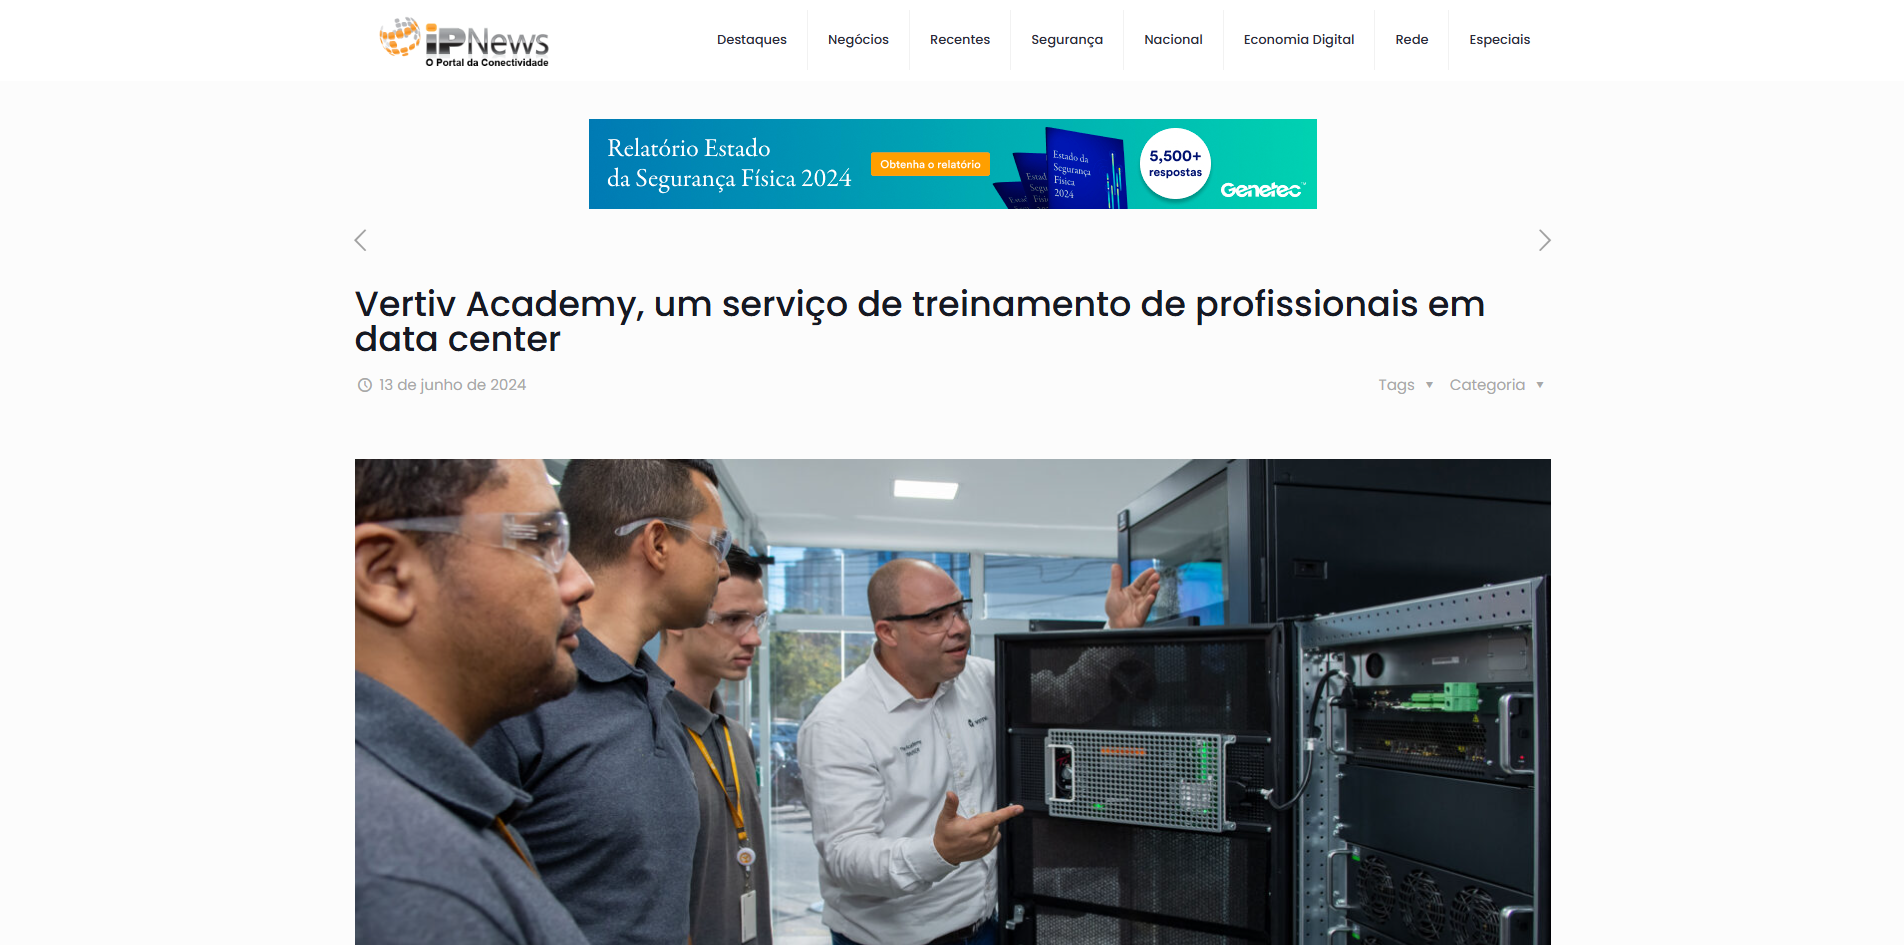 iPNews
O Portal da Conectividade
Destaques
Negócios
Recentes
Segurança
Nacional
Economia Digital
Rede
Especiais
Relatório Estado
da Segurança Física 2024
Obtenha o relatório
Estado da
Segurança
Física
2024
5,500+
respostas
Genetec™
Vertiv Academy, um serviço de treinamento de profissionais em
data center
13 de junho de 2024
Tags
Categoria